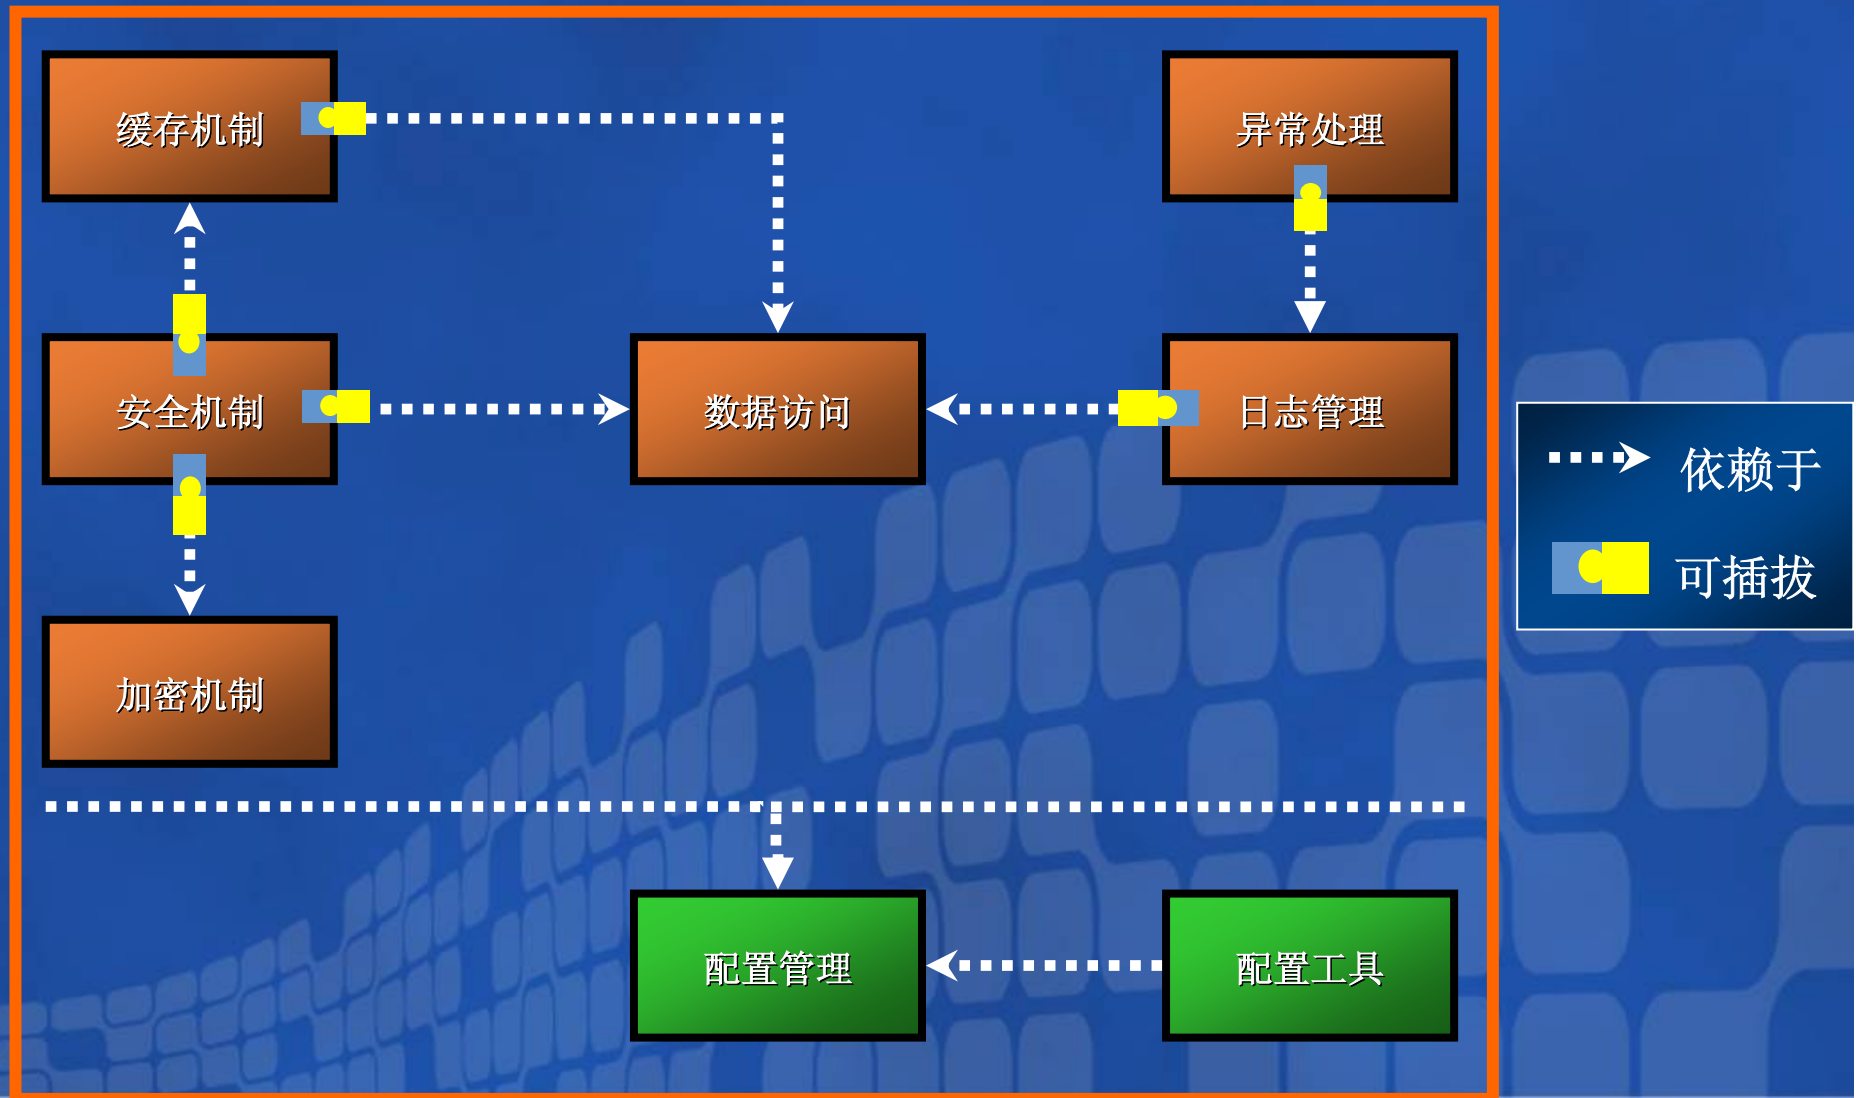 缓存机制
异常处理
安全机制
数据访问
日志管理
依赖于
可插拔
加密机制
配置管理
配置工具